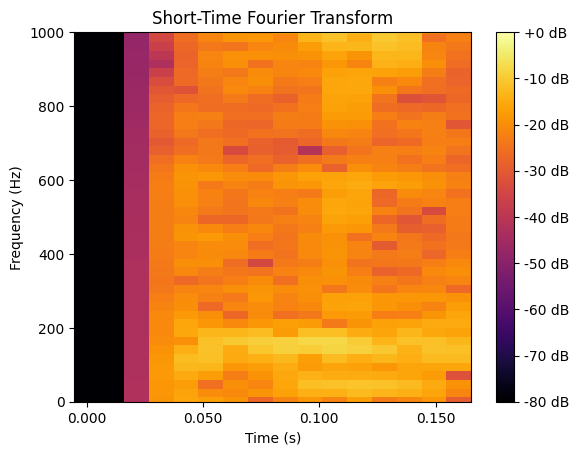 Short-Time Fourier Transform
Frequency (Hz)
1000
800
600
400
200
0
0.000
0.050
0.100
0.150
Time (s)
+0 dB
-10 dB
-20 dB
-30 dB
-40 dB
-50 dB
-60 dB
-70 dB
-80 dB